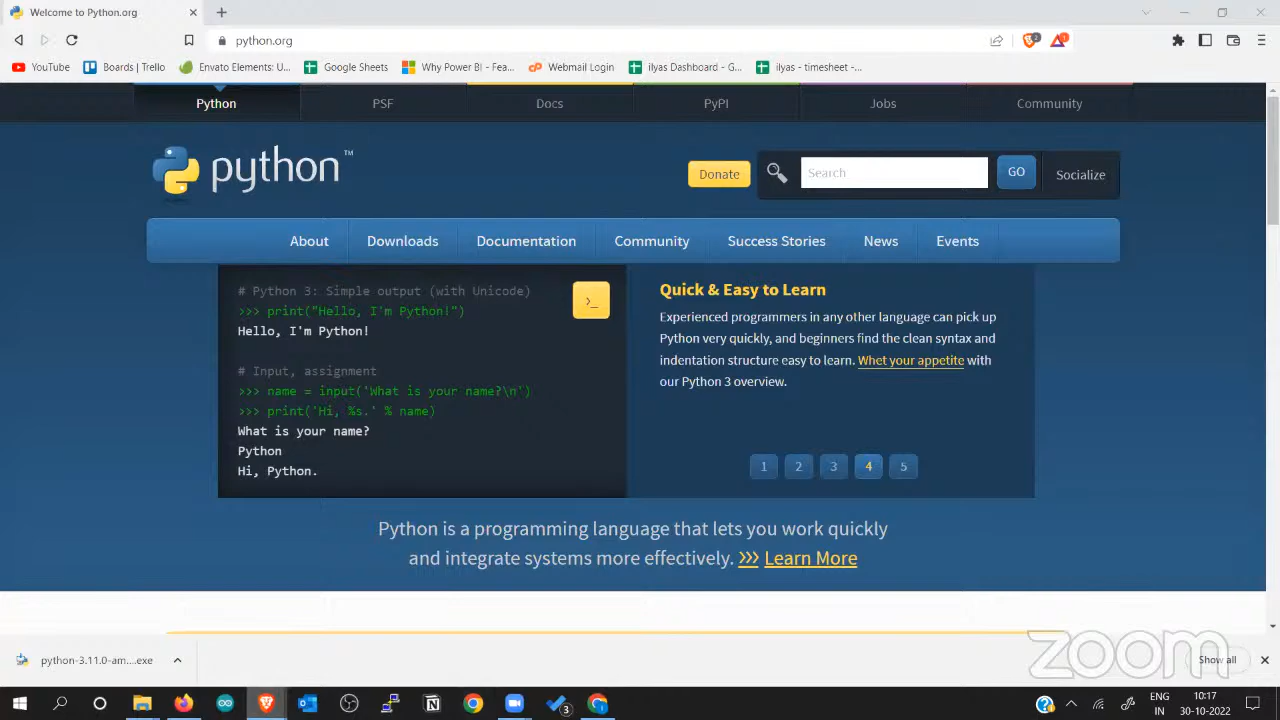 Welcome to Python.org
python.org
YouTube
Boards | Trello
Envato Elements: U...
Google Sheets
Why Power BI - Fea...
Webmail Login
ilyas Dashboard - G...
ilyas - timesheet -...
Python
PSF
Docs
PyPI
Jobs
Community
python™
Donate
Search
GO
Socialize
About
Downloads
Documentation
Community
Success Stories
News
Events
# Python 3: Simple output (with Unicode)
>>> print("Hello, I'm Python!")
Hello, I'm Python!
# Input, assignment
>>> name = input('What is your name?\n')
>>> print('Hi, %s.' % name)
What is your name?
Python
Hi, Python.
>_
Quick & Easy to Learn
Experienced programmers in any other language can pick up
Python very quickly, and beginners find the clean syntax and
indentation structure easy to learn. Whet your appetite with
our Python 3 overview.
1 2 3 4 5
Python is a programming language that lets you work quickly
and integrate systems more effectively. >>> Learn More
python-3.11.0-am....exe
zoom
Show all
3
ENG
IN
10:17
30-10-2022